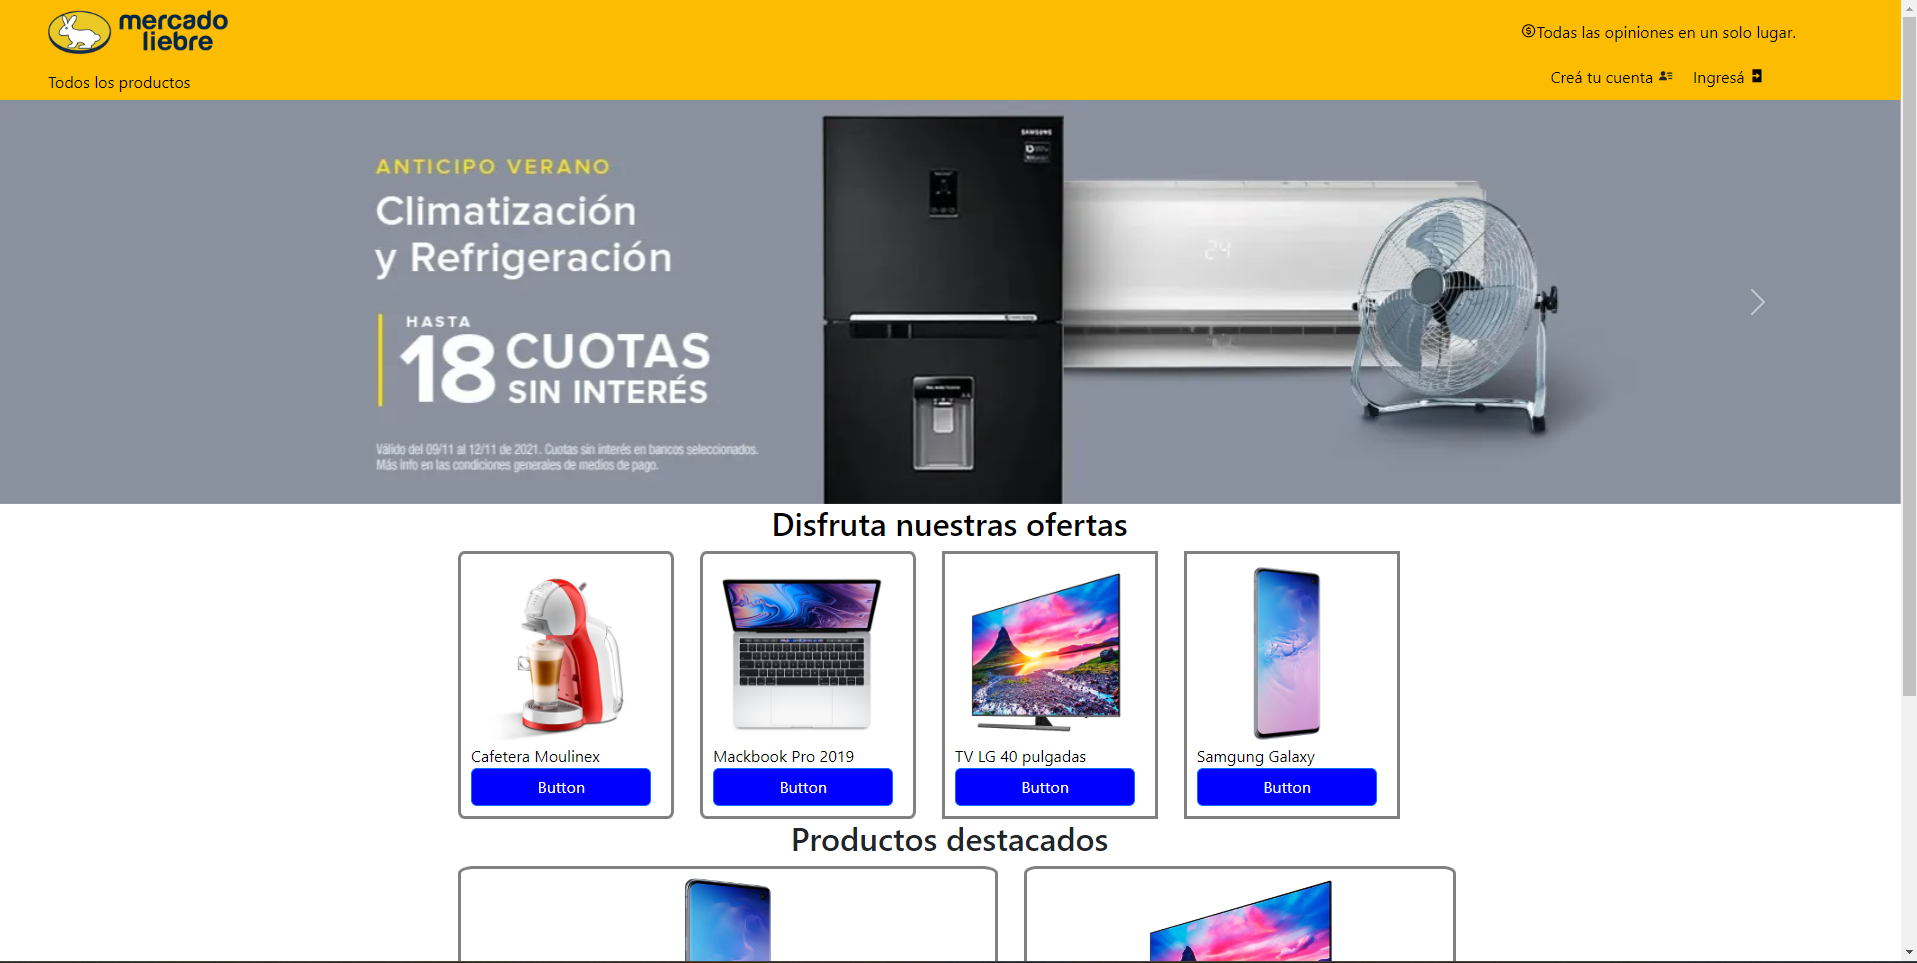 mercado
liebre
Todas las opiniones en un solo lugar.
Todos los productos
Creá tu cuenta
Ingresá
ANTICIPO VERANO
Climatización
y Refrigeración
HASTA
18 CUOTAS
SIN INTERÉS
Válido del 09/11 al 12/11 de 2021. Cuotas sin interés en bancos seleccionados.
Más info en las condiciones generales de medios de pago.
SAMSUNG
24
Disfruta nuestras ofertas
Cafetera Moulinex
Button
Mackbook Pro 2019
Button
TV LG 40 pulgadas
Button
Samgung Galaxy
Button
Productos destacados